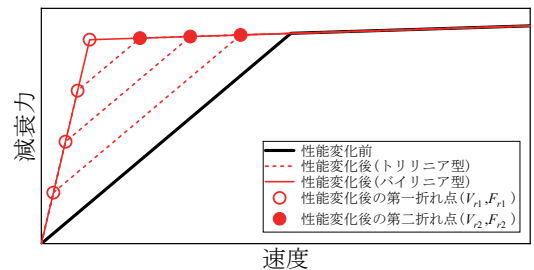 減衰力
性能変化前
性能変化後(トリリニア型)
性能変化後(バイリニア型)
性能変化後の第一折れ点(Vr1,Fr1)
性能変化後の第二折れ点(Vr2,Fr2)
速度